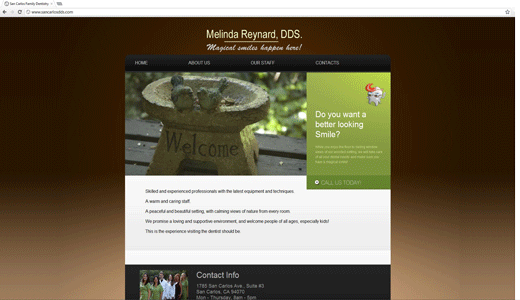 San Carlos Family Dentistry
www.sancarlosdds.com
Melinda Reynard, DDS.
Magical smiles happen here!
HOME ABOUT US OUR STAFF CONTACTS
Welcome
Do you want a
better looking
Smile?
CALL US TODAY!
Skilled and experienced professionals with the latest equipment and techniques.
A warm and caring staff.
A peaceful and beautiful setting, with calming views of nature from every room.
We promise a loving and supportive environment, and welcome people of all ages, especially kids!
This is the experience visiting the dentist should be.
Contact Info
1765 San Carlos Ave., Suite #3
San Carlos, CA 94070
Mon - Thursday, 8am - 5pm